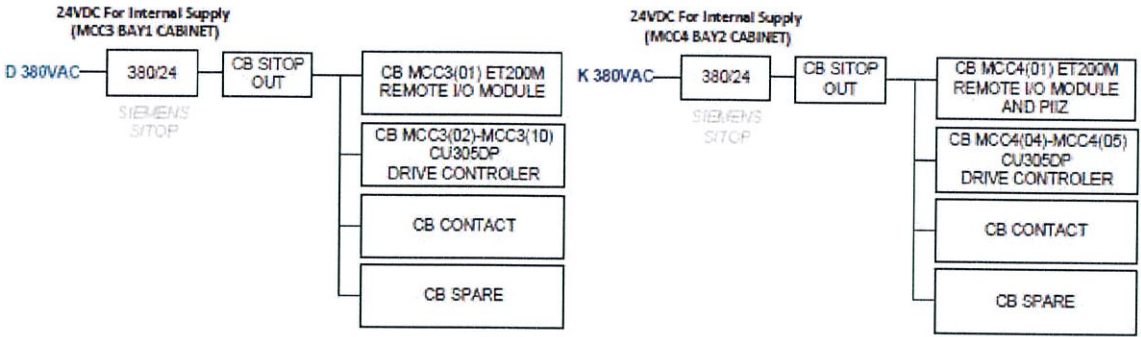 24VDC For Internal Supply
(MCC3 BAY1 CABINET)
D 380VAC
380/24
CB SITOP
OUT
SIEMENS
SITOP
CB MCC3(01) ET200M
REMOTE I/O MODULE
CB MCC3(02)-MCC3(10)
CU305DP
DRIVE CONTROLER
CB CONTACT
CB SPARE
24VDC For Internal Supply
(MCC4 BAY2 CABINET)
K 380VAC
380/24
CB SITOP
OUT
SIEMENS
SITOP
CB MCC4(01) ET200M
REMOTE I/O MODULE
AND PIIZ
CB MCC4(04)-MCC4(05)
CU305DP
DRIVE CONTROLER
CB CONTACT
CB SPARE